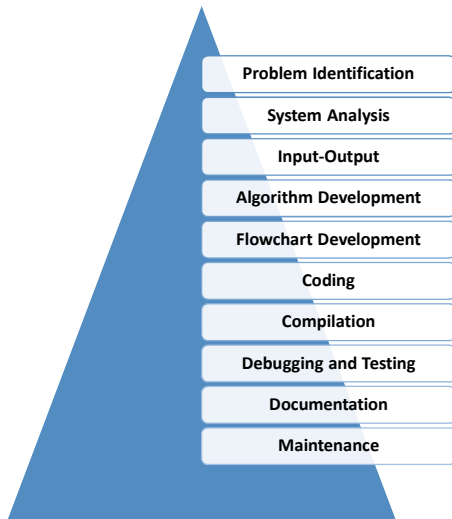 Problem Identification
System Analysis
Input-Output
Algorithm Development
Flowchart Development
Coding
Compilation
Debugging and Testing
Documentation
Maintenance